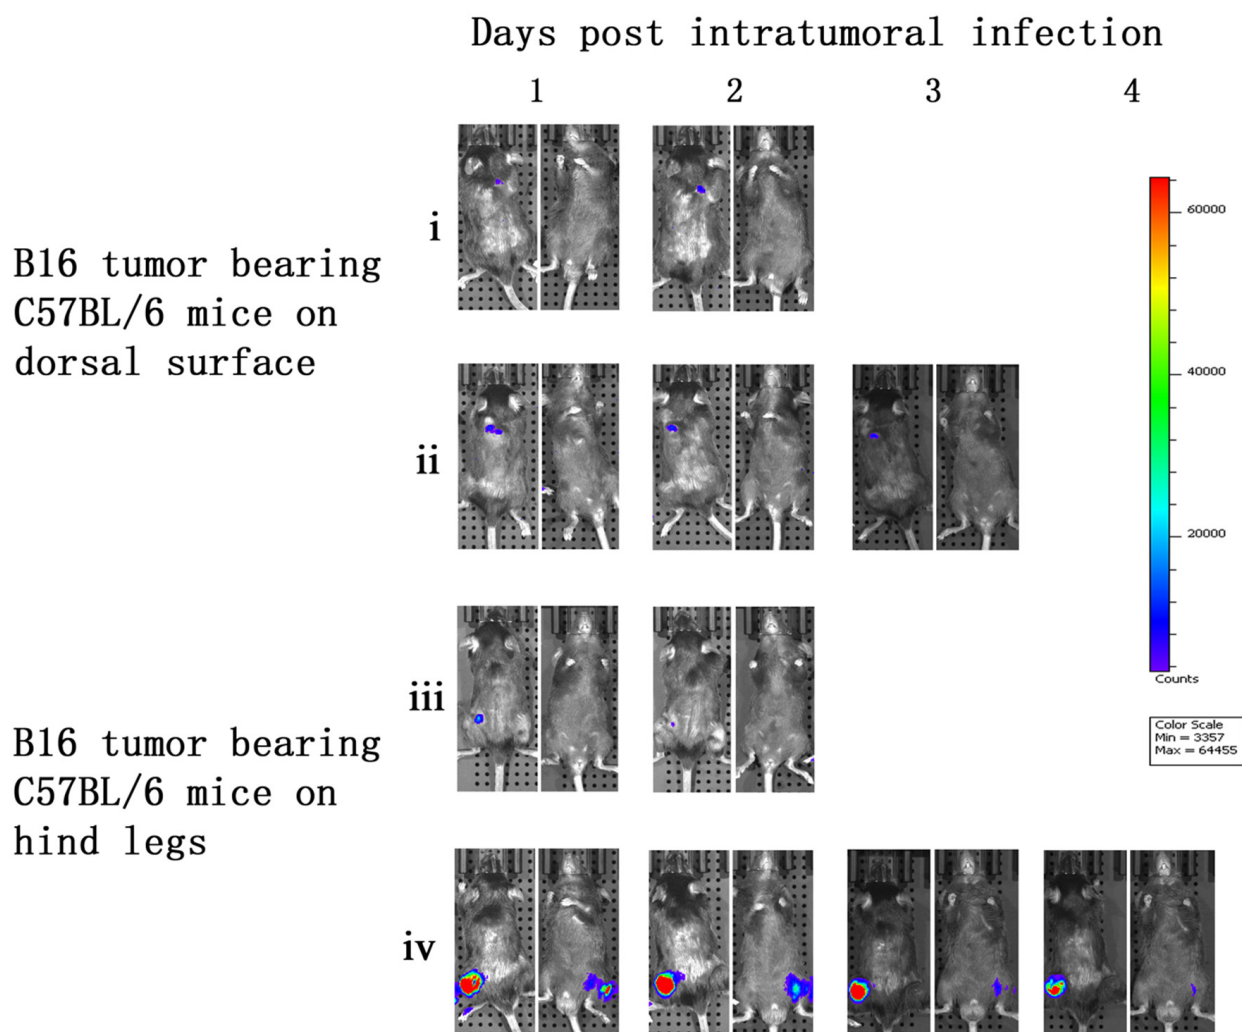 Days post intratumoral infection
1 2 3 4
i
B16 tumor bearing
C57BL/6 mice on
dorsal surface
ii
iii
B16 tumor bearing
C57BL/6 mice on
hind legs
iv
60000
40000
20000
Counts
Color Scale
Min = 3357
Max = 64455